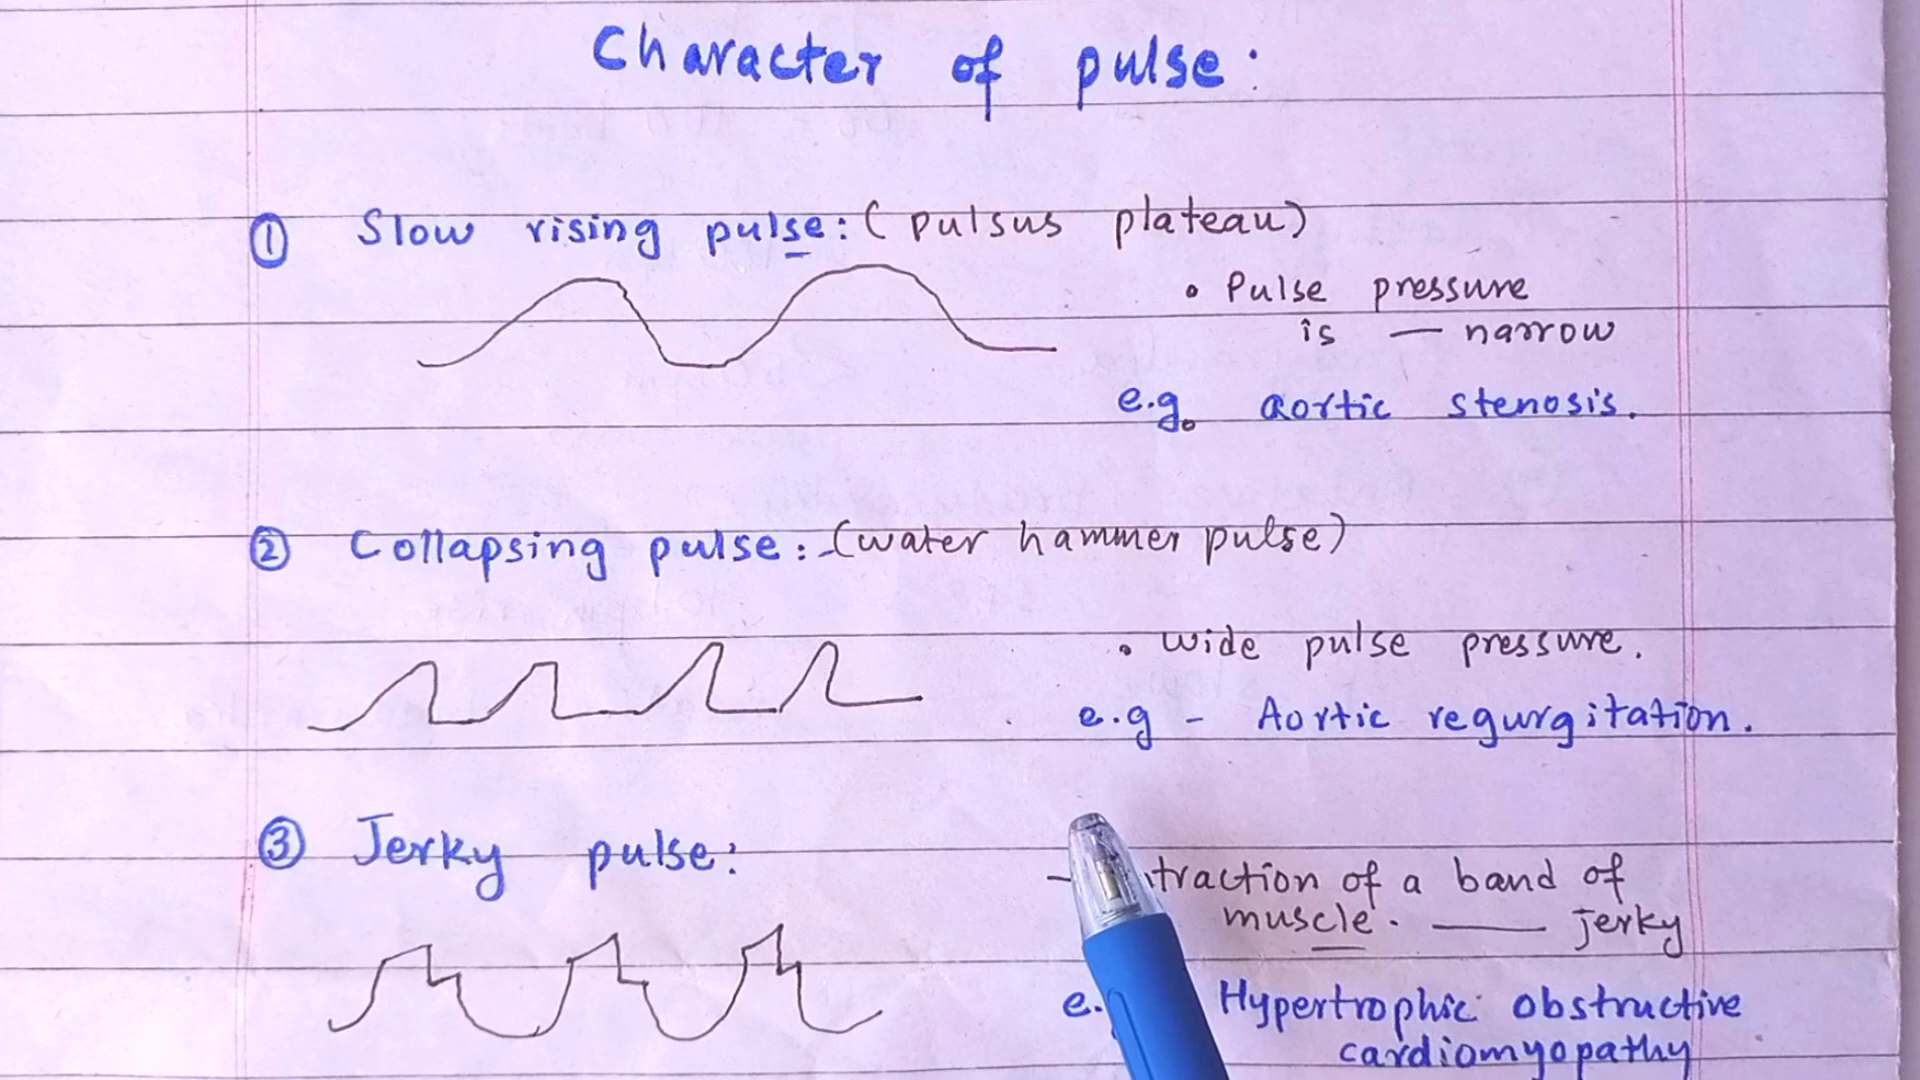 Character of pulse:
① Slow rising pulse: (pulsus plateau)
• Pulse pressure
is — narrow
e.g. aortic stenosis.
② Collapsing pulse: (water hammer pulse)
• wide pulse pressure.
e.g - Aortic regurgitation.
③ Jerky pulse:
of a band of
muscle. — jerky
Hypertrophic obstructive
cardiomyopathy